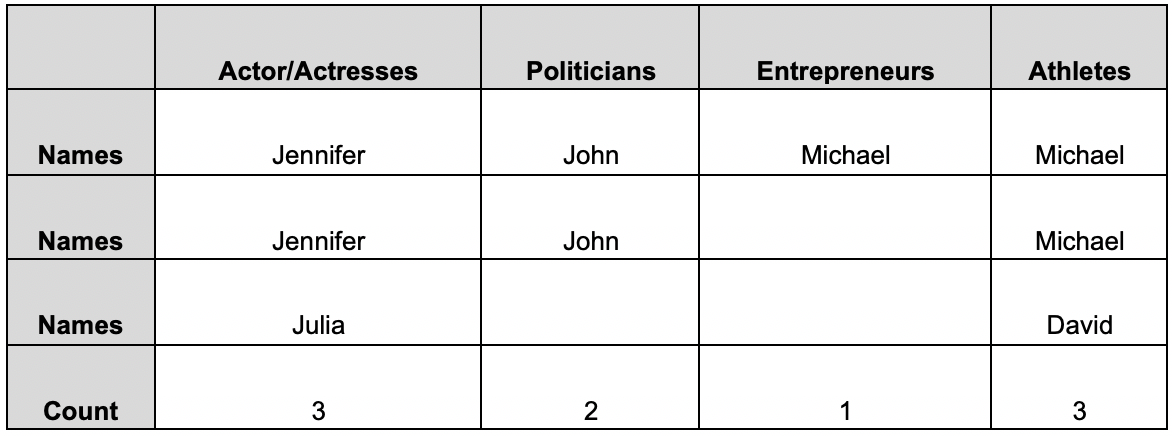 Actor/Actresses Politicians Entrepreneurs Athletes
Names Jennifer John Michael Michael
Names Jennifer John Michael
Names Julia David
Count 3 2 1 3